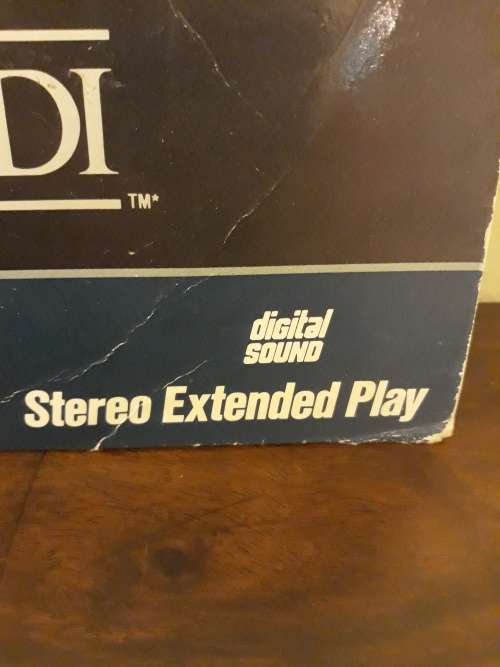 DI
TM*
digital
SOUND
Stereo Extended Play